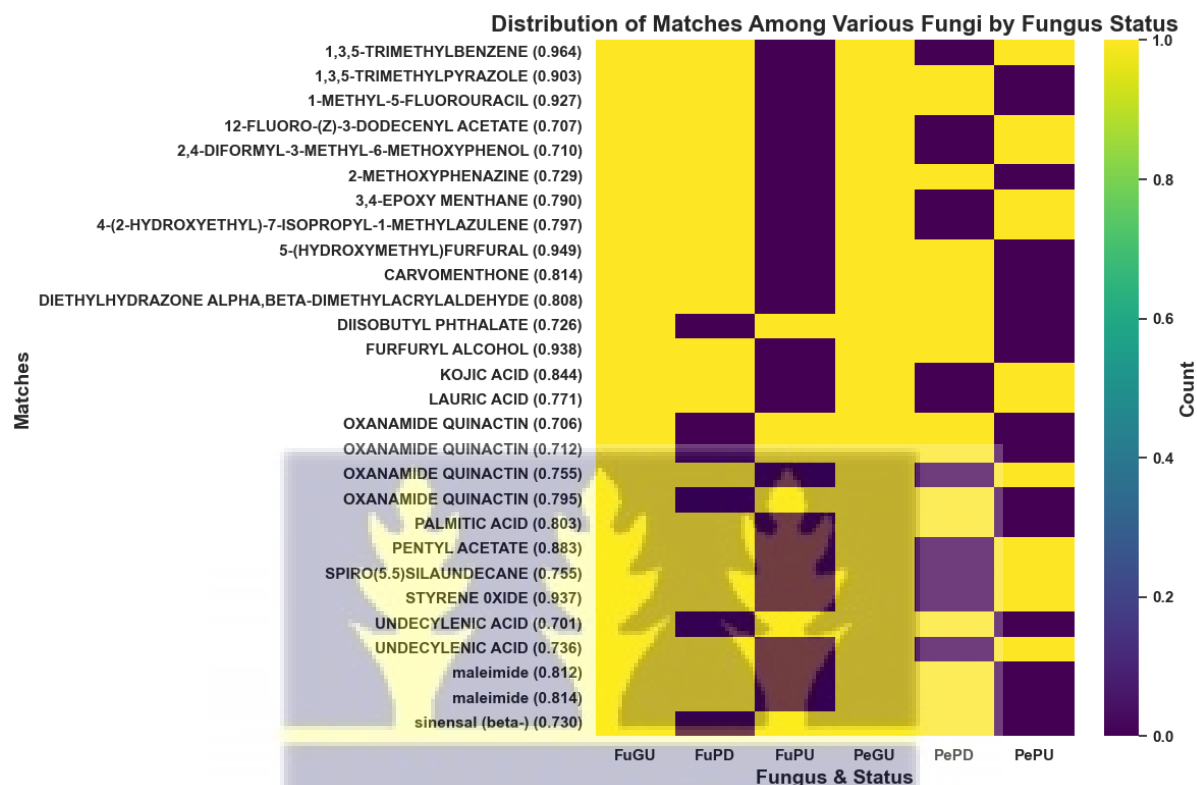 Distribution of Matches Among Various Fungi by Fungus Status
1,3,5-TRIMETHYLBENZENE (0.964)
1,3,5-TRIMETHYLPYRAZOLE (0.903)
1-METHYL-5-FLUOROURACIL (0.927)
12-FLUORO-(Z)-3-DODECENYL ACETATE (0.707)
2,4-DIFORMYL-3-METHYL-6-METHOXYPHENOL (0.710)
2-METHOXYPHENAZINE (0.729)
3,4-EPOXY MENTHANE (0.790)
4-(2-HYDROXYETHYL)-7-ISOPROPYL-1-METHYLAZULENE (0.797)
5-(HYDROXYMETHYL)FURFURAL (0.949)
CARVOMENTHONE (0.814)
DIETHYLHYDRAZONE ALPHA,BETA-DIMETHYLACRYLALDEHYDE (0.808)
DIISOBUTYL PHTHALATE (0.726)
FURFURYL ALCOHOL (0.938)
KOJIC ACID (0.844)
LAURIC ACID (0.771)
OXANAMIDE QUINACTIN (0.706)
OXANAMIDE QUINACTIN (0.712)
OXANAMIDE QUINACTIN (0.755)
OXANAMIDE QUINACTIN (0.795)
PALMITIC ACID (0.803)
PENTYL ACETATE (0.883)
SPIRO(5.5)SILAUNDECANE (0.755)
STYRENE 0XIDE (0.937)
UNDECYLENIC ACID (0.701)
UNDECYLENIC ACID (0.736)
maleimide (0.812)
maleimide (0.814)
sinensal (beta-) (0.730)
Matches
FuGU FuPD FuPU PeGU PePD PePU
Fungus & Status
1.0
0.8
0.6
0.4
0.2
0.0
Count